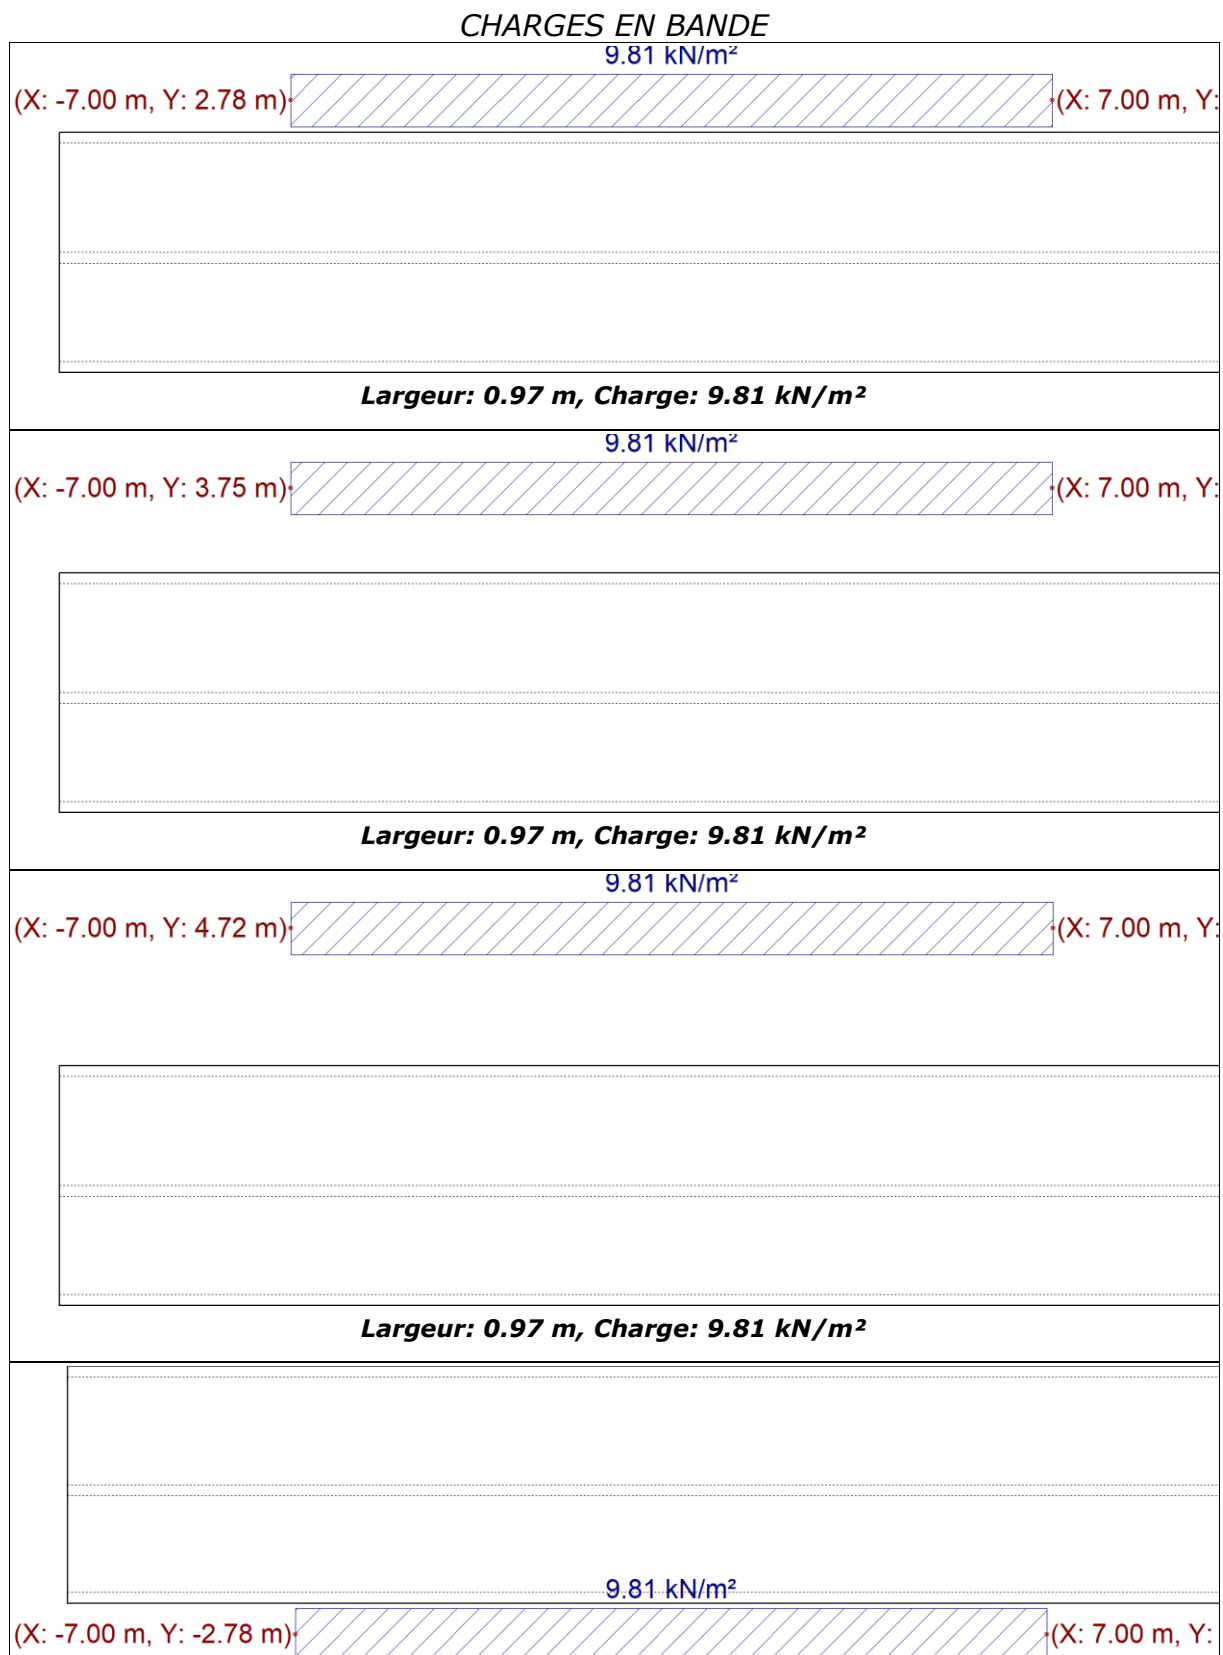 CHARGES EN BANDE
9.81 kN/m²
(X: -7.00 m, Y: 2.78 m) (X: 7.00 m, Y:
Largeur: 0.97 m, Charge: 9.81 kN/m²
9.81 kN/m²
(X: -7.00 m, Y: 3.75 m) (X: 7.00 m, Y:
Largeur: 0.97 m, Charge: 9.81 kN/m²
9.81 kN/m²
(X: -7.00 m, Y: 4.72 m) (X: 7.00 m, Y:
Largeur: 0.97 m, Charge: 9.81 kN/m²
9.81 kN/m²
(X: -7.00 m, Y: -2.78 m) (X: 7.00 m, Y: